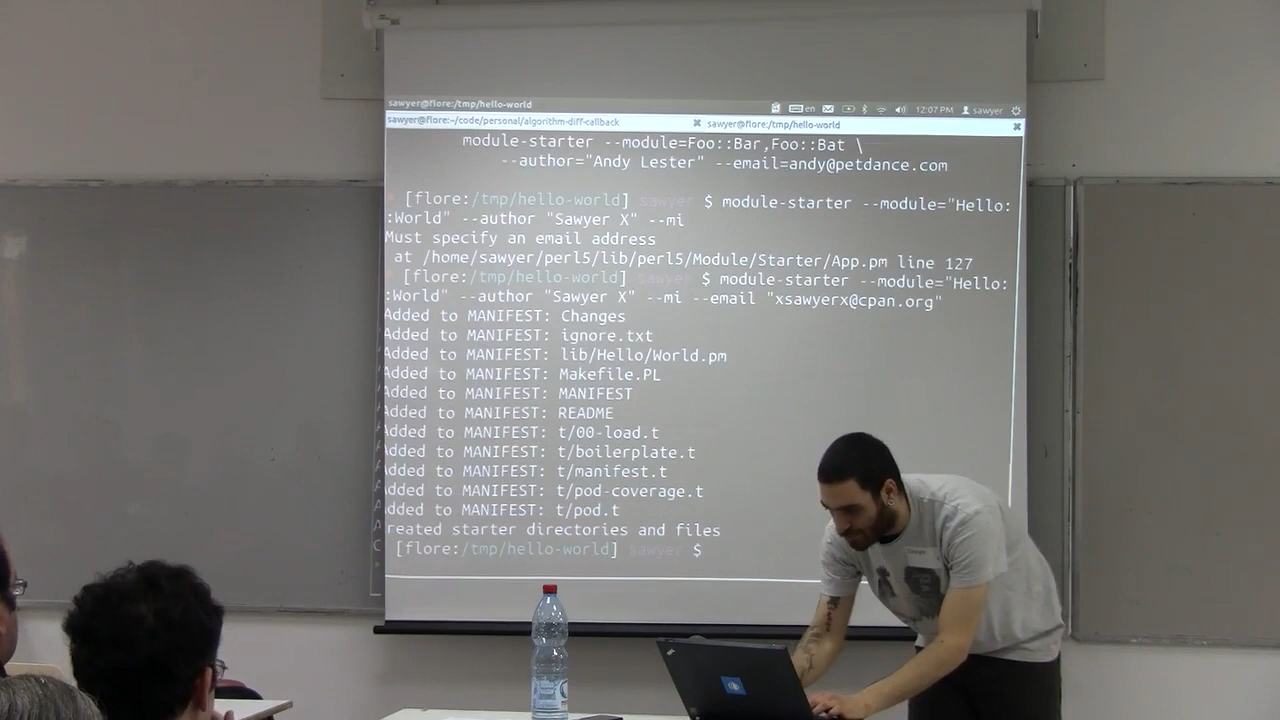 sawyer@flore:/tmp/hello-world
en 12:07 PM sawyer
sawyer@flore:~/code/personal/algorithm-diff-callback sawyer@flore:/tmp/hello-world
module-starter --module=Foo::Bar,Foo::Bat \
--author="Andy Lester" --email=andy@petdance.com
[flore:/tmp/hello-world] sawyer $ module-starter --module="Hello:
:World" --author "Sawyer X" --mi
Must specify an email address
at /home/sawyer/perl5/lib/perl5/Module/Starter/App.pm line 127
[flore:/tmp/hello-world] sawyer $ module-starter --module="Hello:
:World" --author "Sawyer X" --mi --email "xsawyerx@cpan.org"
Added to MANIFEST: Changes
Added to MANIFEST: ignore.txt
Added to MANIFEST: lib/Hello/World.pm
Added to MANIFEST: Makefile.PL
Added to MANIFEST: MANIFEST
Added to MANIFEST: README
Added to MANIFEST: t/00-load.t
Added to MANIFEST: t/boilerplate.t
Added to MANIFEST: t/manifest.t
Added to MANIFEST: t/pod-coverage.t
Added to MANIFEST: t/pod.t
reated starter directories and files
[flore:/tmp/hello-world] sawyer $